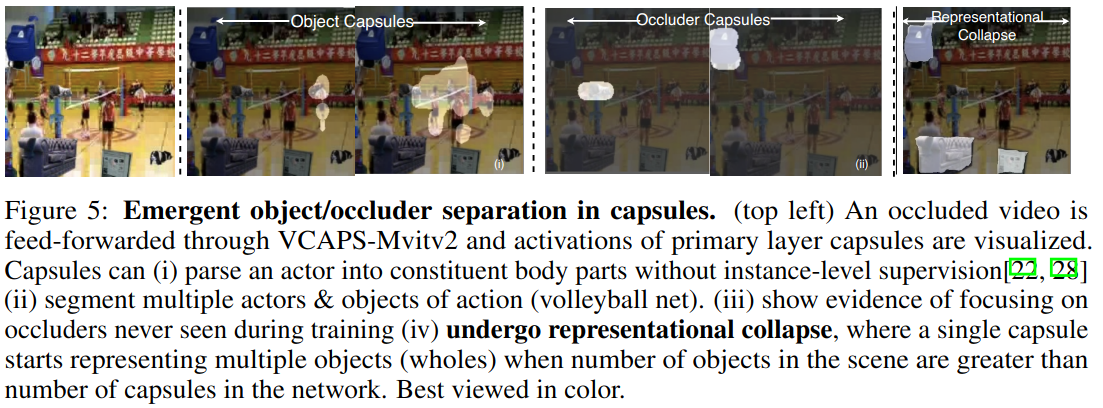 Object Capsules
Occluder Capsules
Representational
Collapse
(i)
(ii)
Figure 5: Emergent object/occluder separation in capsules. (top left) An occluded video is
feed-forwarded through VCAPS-Mvitv2 and activations of primary layer capsules are visualized.
Capsules can (i) parse an actor into constituent body parts without instance-level supervision[22, 28]
(ii) segment multiple actors & objects of action (volleyball net). (iii) show evidence of focusing on
occluders never seen during training (iv) undergo representational collapse, where a single capsule
starts representing multiple objects (wholes) when number of objects in the scene are greater than
number of capsules in the network. Best viewed in color.